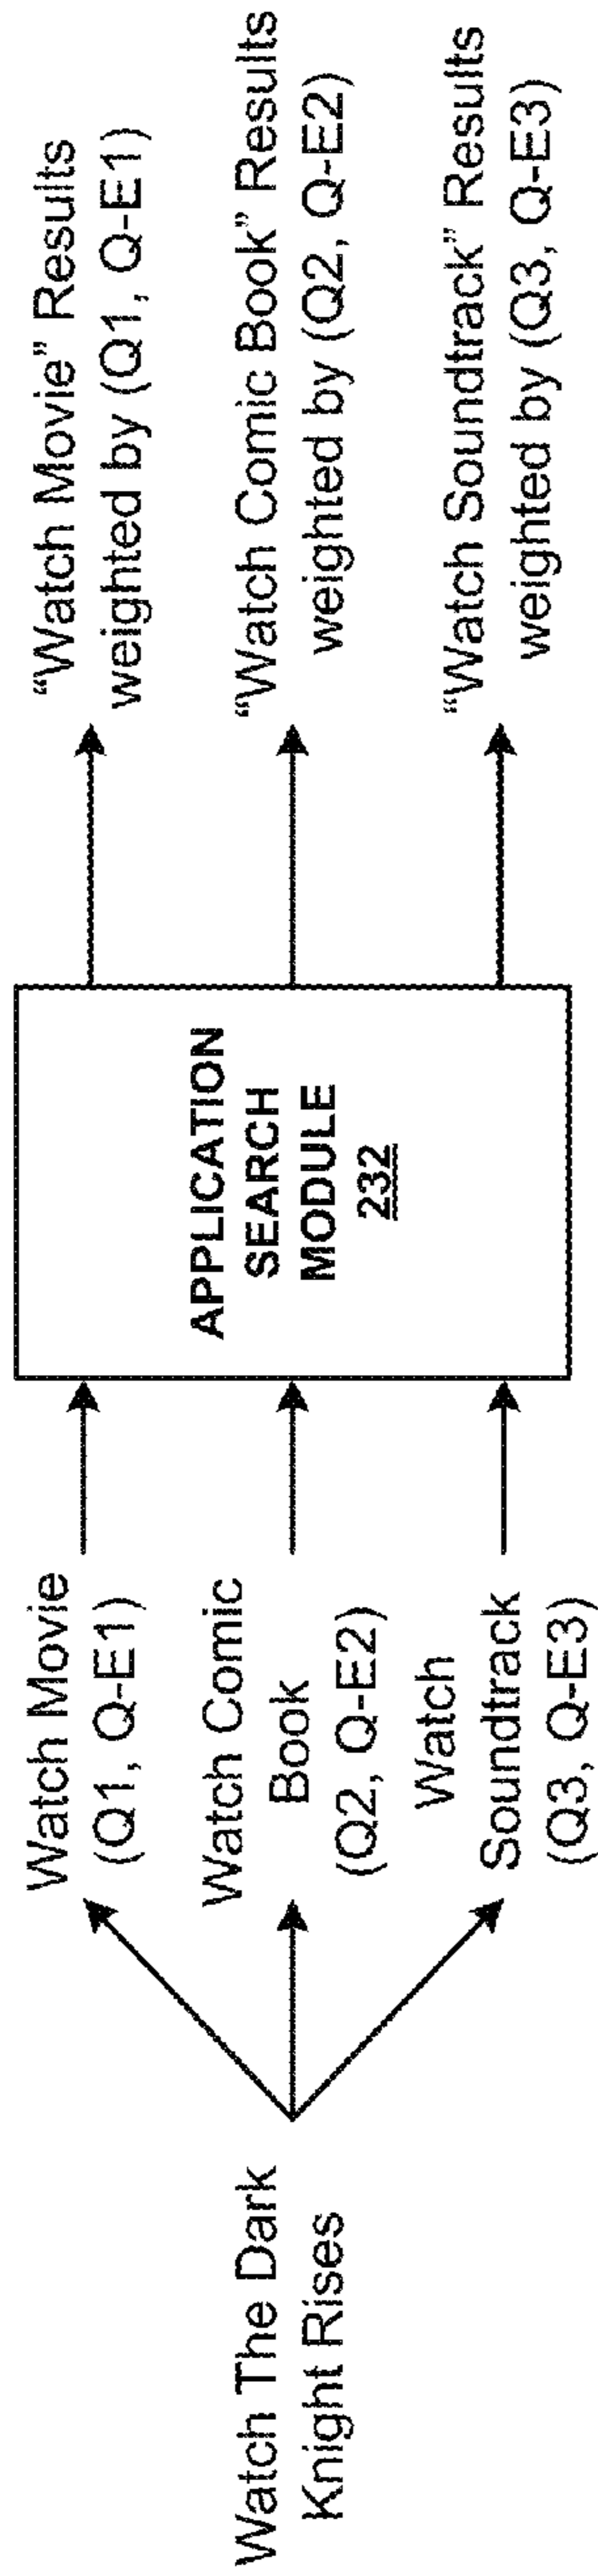 Watch The Dark
Knight Rises
Watch Movie
(Q1, Q-E1)
Watch Comic
Book
(Q2, Q-E2)
Watch
Soundtrack
(Q3, Q-E3)
APPLICATION
SEARCH
MODULE
232
“Watch Movie” Results
weighted by (Q1, Q-E1)
“Watch Comic Book” Results
weighted by (Q2, Q-E2)
“Watch Soundtrack” Results
weighted by (Q3, Q-E3)